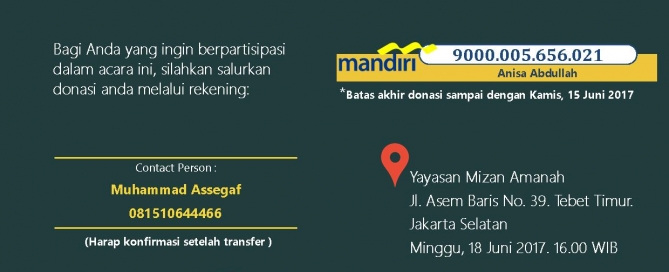 Bagi Anda yang ingin berpartisipasi
dalam acara ini, silahkan salurkan
donasi anda melalui rekening:
mandiri
9000.005.656.021
Anisa Abdullah
*Batas akhir donasi sampai dengan Kamis, 15 Juni 2017
Contact Person :
Muhammad Assegaf
081510644466
(Harap konfirmasi setelah transfer )
Yayasan Mizan Amanah
Jl. Asem Baris No. 39. Tebet Timur.
Jakarta Selatan
Minggu, 18 Juni 2017. 16.00 WIB